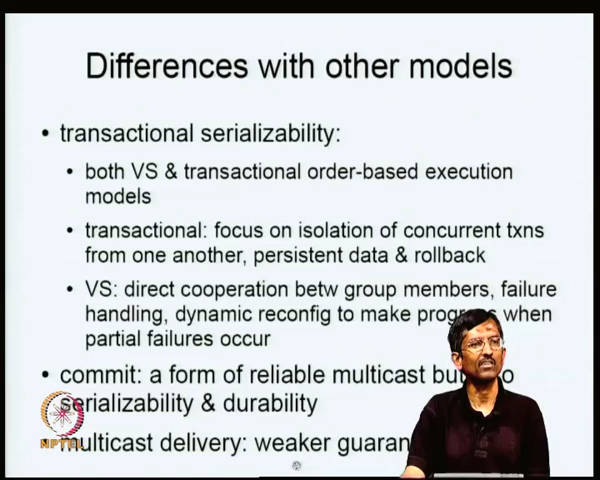 Differences with other models
• transactional serializability:
• both VS & transactional order-based execution
models
• transactional: focus on isolation of concurrent txns
from one another, persistent data & rollback
• VS: direct cooperation betw group members, failure
handling, dynamic reconfig to make when
partial failures occur
• commit: a form of reliable multicast
serializability & durability
multicast delivery: weaker
NPTEL